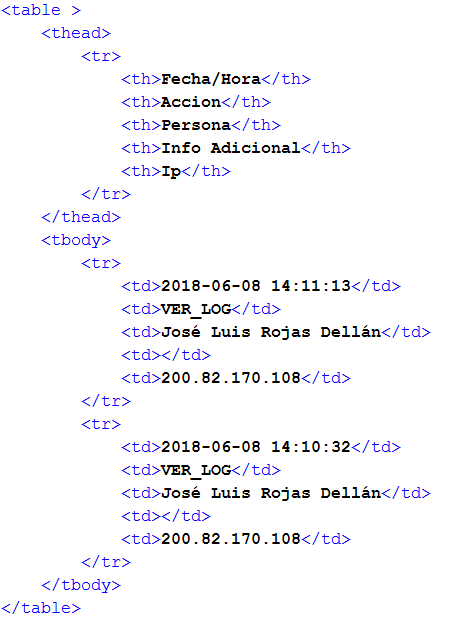 <table >
    <thead>
        <tr>
            <th>Fecha/Hora</th>
            <th>Accion</th>
            <th>Persona</th>
            <th>Info Adicional</th>
            <th>Ip</th>
        </tr>
    </thead>
    <tbody>
        <tr>
            <td>2018-06-08 14:11:13</td>
            <td>VER_LOG</td>
            <td>José Luis Rojas Dellán</td>
            <td></td>
            <td>200.82.170.108</td>
        </tr>
        <tr>
            <td>2018-06-08 14:10:32</td>
            <td>VER_LOG</td>
            <td>José Luis Rojas Dellán</td>
            <td></td>
            <td>200.82.170.108</td>
        </tr>
    </tbody>
</table>